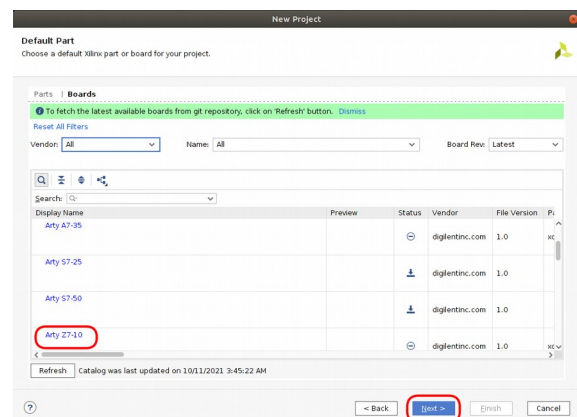 New Project
Default Part
Choose a default Xilinx part or board for your project.
Parts | Boards
To fetch the latest available boards from git repository, click on 'Refresh' button. Dismiss
Reset All Filters
Vendor: All Name: All Board Rev: Latest
Search: Q-
Display Name Preview Status Vendor File Version Pa
Arty A7-35 digilentinc.com 1.0 xc
Arty S7-25 digilentinc.com 1.0
Arty S7-50 digilentinc.com 1.0
Arty Z7-10 digilentinc.com 1.0 xc
Refresh Catalog was last updated on 10/11/2021 3:45:22 AM
? < Back Next > Finish Cancel